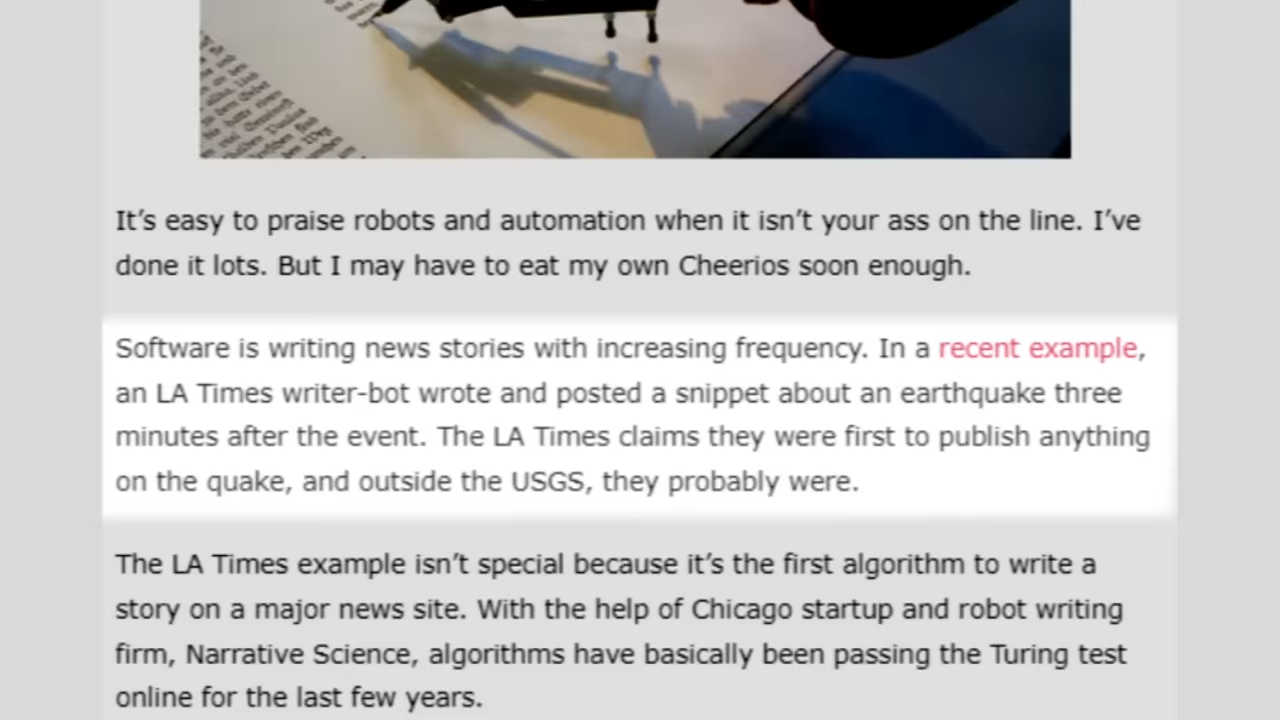 It's easy to praise robots and automation when it isn't your ass on the line. I've
done it lots. But I may have to eat my own Cheerios soon enough.
Software is writing news stories with increasing frequency. In a recent example,
an LA Times writer-bot wrote and posted a snippet about an earthquake three
minutes after the event. The LA Times claims they were first to publish anything
on the quake, and outside the USGS, they probably were.
The LA Times example isn't special because it's the first algorithm to write a
story on a major news site. With the help of Chicago startup and robot writing
firm, Narrative Science, algorithms have basically been passing the Turing test
online for the last few years.